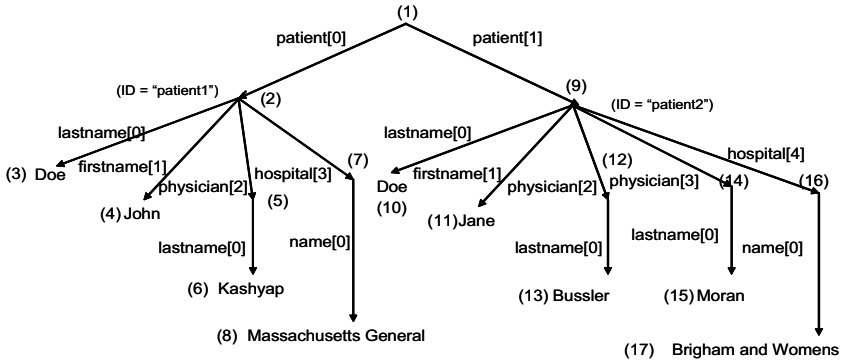 (1)
patient[0]
patient[1]
(ID = “patient1”)
(2)
(9)
(ID = “patient2”)
lastname[0]
firstname[1]
physician[2]
hospital[3]
(7)
(3) Doe
(4) John
(5)
lastname[0]
name[0]
(6) Kashyap
(8) Massachusetts General
lastname[0]
firstname[1]
physician[2]
(12)
physician[3]
(14)
hospital[4]
(16)
Doe
(10)
(11) Jane
lastname[0]
lastname[0]
name[0]
(13) Bussler
(15) Moran
(17) Brigham and Womens